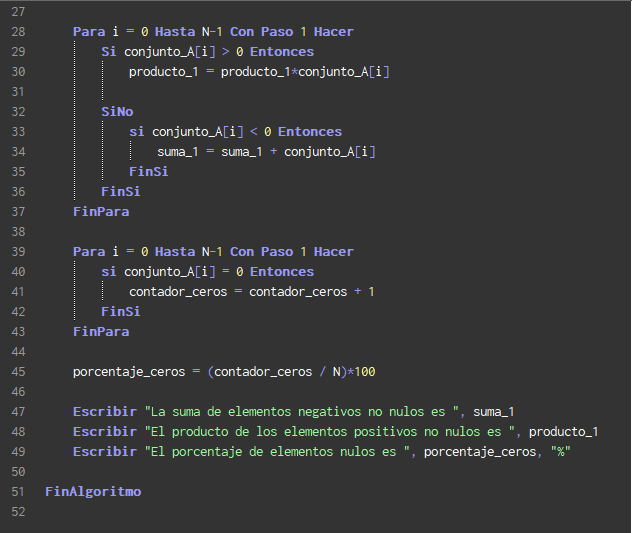 27
28 Para i = 0 Hasta N-1 Con Paso 1 Hacer
29 Si conjunto_A[i] > 0 Entonces
30 producto_1 = producto_1*conjunto_A[i]
31
32 SiNo
33 si conjunto_A[i] < 0 Entonces
34 suma_1 = suma_1 + conjunto_A[i]
35 FinSi
36 FinSi
37 FinPara
38
39 Para i = 0 Hasta N-1 Con Paso 1 Hacer
40 si conjunto_A[i] = 0 Entonces
41 contador_ceros = contador_ceros + 1
42 FinSi
43 FinPara
44
45 porcentaje_ceros = (contador_ceros / N)*100
46
47 Escribir "La suma de elementos negativos no nulos es ", suma_1
48 Escribir "El producto de los elementos positivos no nulos es ", producto_1
49 Escribir "El porcentaje de elementos nulos es ", porcentaje_ceros, "%"
50
51 FinAlgoritmo
52